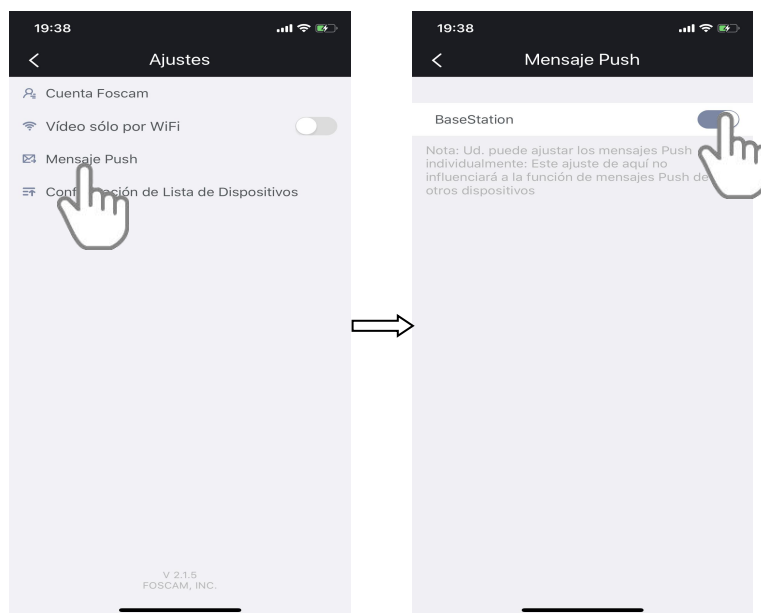 19:38
Ajustes
Cuenta Foscam
Vídeo sólo por WiFi
Mensaje Push
de Lista de Dispositivos
V 2.1.5
FOSCAM, INC.
19:38
Mensaje Push
BaseStation
Nota: Ud. puede ajustar los mensajes Push
individualmente: Este ajuste de aquí no
influenciará a la función de mensajes Push de
otros dispositivos